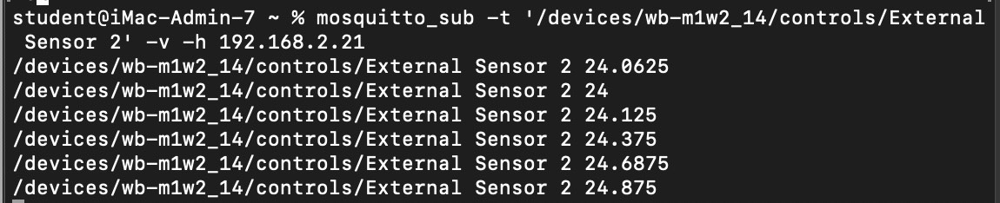 student@iMac-Admin-7 ~ % mosquitto_sub -t '/devices/wb-m1w2_14/controls/External
 Sensor 2' -v -h 192.168.2.21
/devices/wb-m1w2_14/controls/External Sensor 2 24.0625
/devices/wb-m1w2_14/controls/External Sensor 2 24
/devices/wb-m1w2_14/controls/External Sensor 2 24.125
/devices/wb-m1w2_14/controls/External Sensor 2 24.375
/devices/wb-m1w2_14/controls/External Sensor 2 24.6875
/devices/wb-m1w2_14/controls/External Sensor 2 24.875